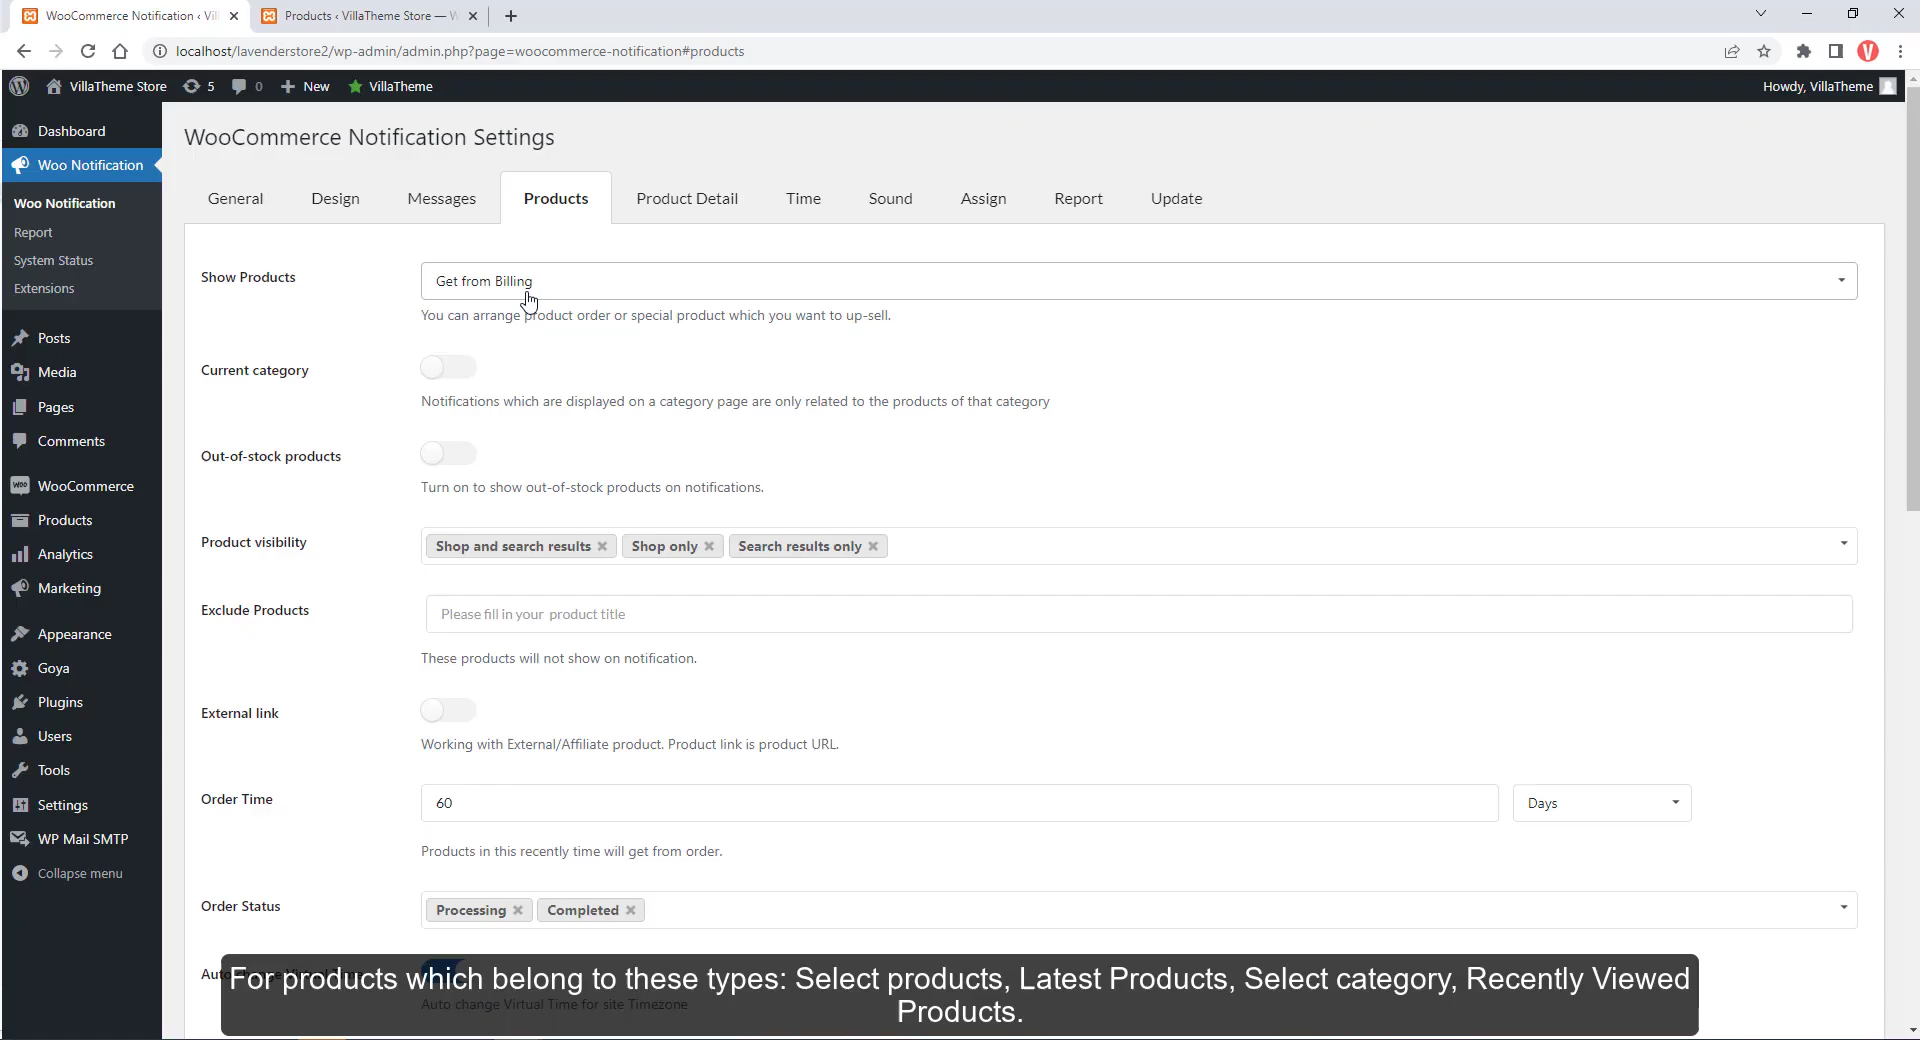 WooCommerce Notification ‹ Vil
Products ‹ VillaTheme Store — W
localhost/lavenderstore2/wp-admin/admin.php?page=woocommerce-notification#products
V
VillaTheme Store
5
0
New
VillaTheme
Howdy, VillaTheme
Dashboard
Woo Notification
Woo Notification
Report
System Status
Extensions
Posts
Media
Pages
Comments
WooCommerce
Products
Analytics
Marketing
Appearance
Goya
Plugins
Users
Tools
Settings
WP Mail SMTP
Collapse menu
WooCommerce Notification Settings
General
Design
Messages
Products
Product Detail
Time
Sound
Assign
Report
Update
Show Products
Get from Billing
You can arrange product order or special product which you want to up-sell.
Current category
Notifications which are displayed on a category page are only related to the products of that category
Out-of-stock products
Turn on to show out-of-stock products on notifications.
Product visibility
Shop and search results
Shop only
Search results only
Exclude Products
Please fill in your product title
These products will not show on notification.
External link
Working with External/Affiliate product. Product link is product URL.
Order Time
60
Days
Products in this recently time will get from order.
Order Status
Processing
Completed
Auto change Virtual Time for site Timezone
For products which belong to these types: Select products, Latest Products, Select category, Recently Viewed
Products.